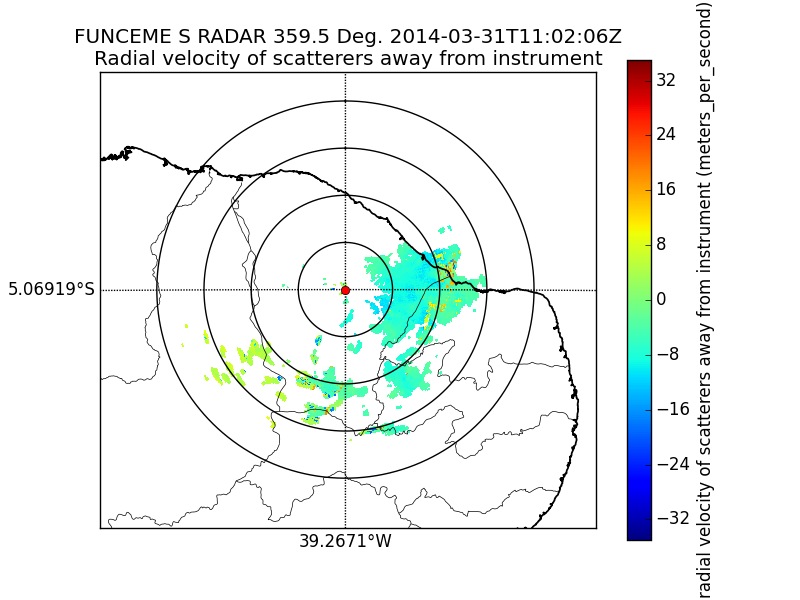 FUNCEME S RADAR 359.5 Deg. 2014-03-31T11:02:06Z
Radial velocity of scatterers away from instrument
5.06919°S
39.2671°W
32
24
16
8
0
−8
−16
−24
−32
radial velocity of scatterers away from instrument (meters_per_second)